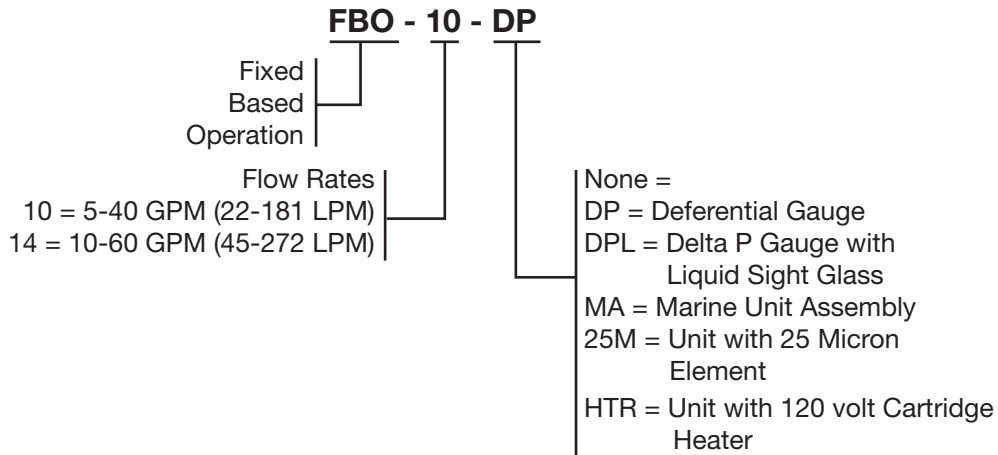 FBO - 10 - DP
Fixed
Based
Operation
Flow Rates
10 = 5-40 GPM (22-181 LPM)
14 = 10-60 GPM (45-272 LPM)
None =
DP = Deferential Gauge
DPL = Delta P Gauge with
Liquid Sight Glass
MA = Marine Unit Assembly
25M = Unit with 25 Micron
Element
HTR = Unit with 120 volt Cartridge
Heater